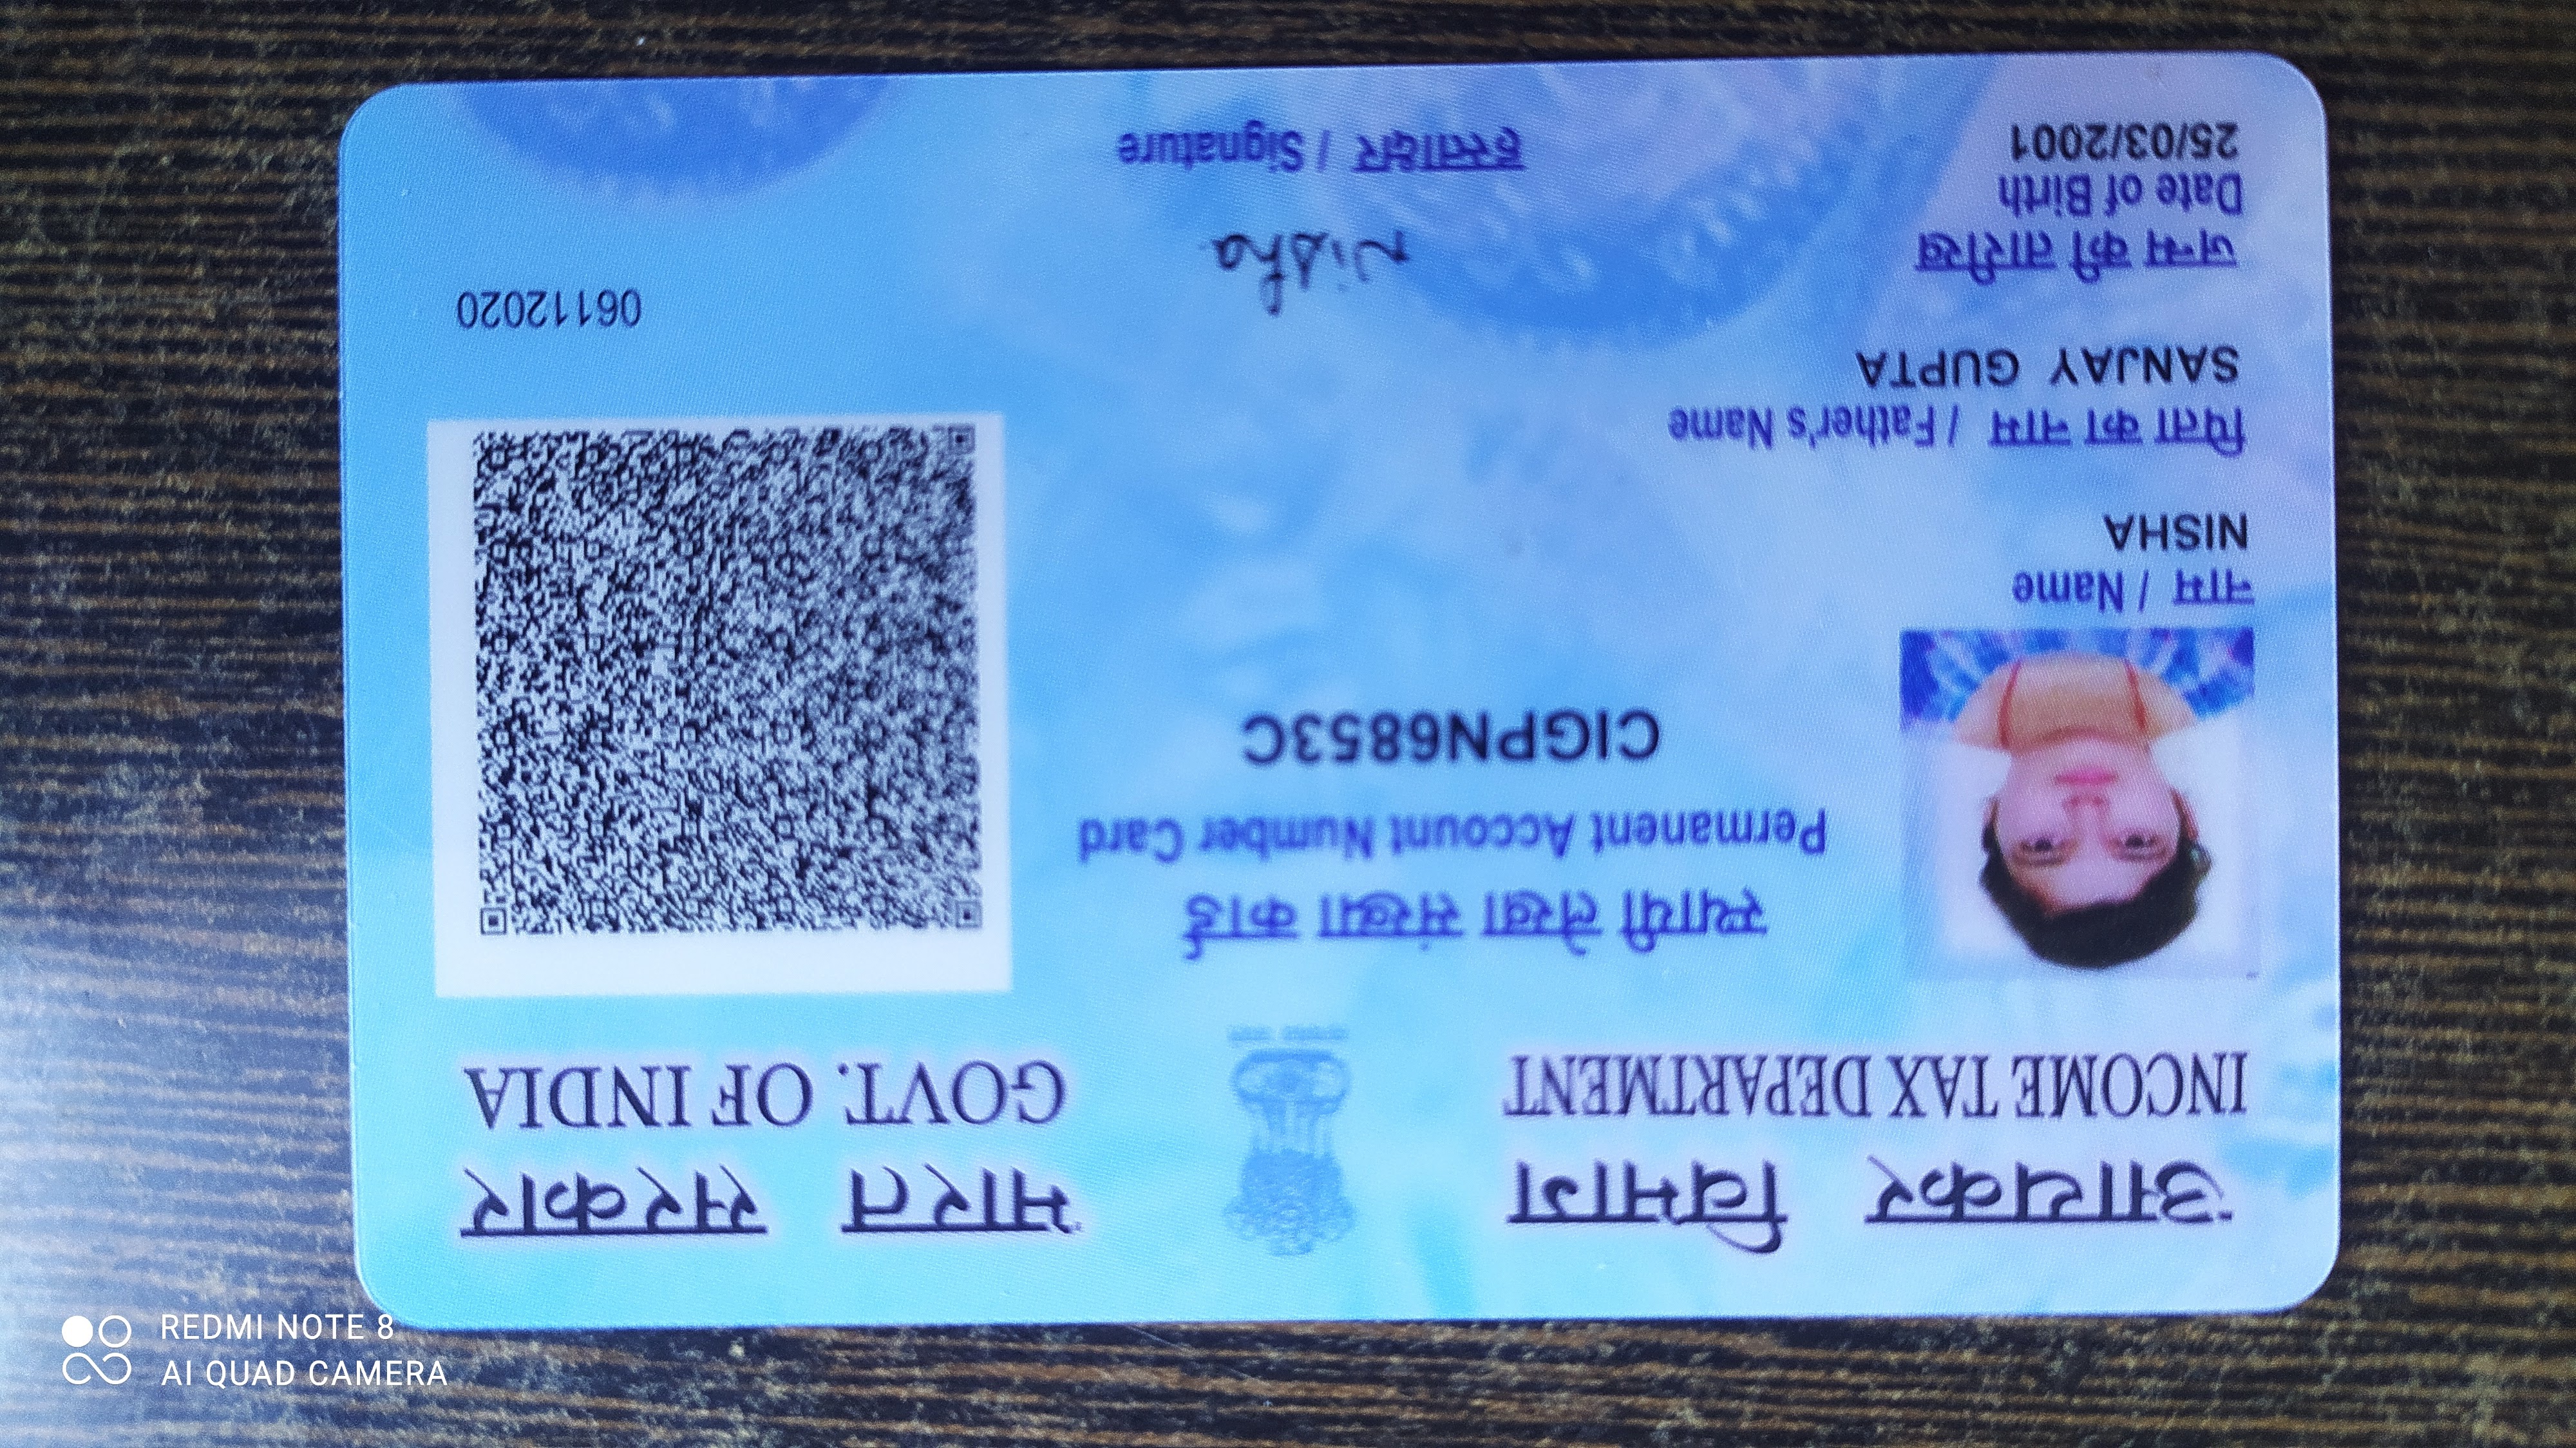 आयकर विभाग
INCOME TAX DEPARTMENT
भारत सरकार
GOVT. OF INDIA
स्थायी लेखा संख्या कार्ड
Permanent Account Number Card
CIGPN6853C
नाम / Name
NISHA
पिता का नाम / Father's Name
SANJAY GUPTA
जन्म की तारीख
Date of Birth
25/03/2001
Nisha
हस्ताक्षर / Signature
06112020
REDMI NOTE 8
AI QUAD CAMERA